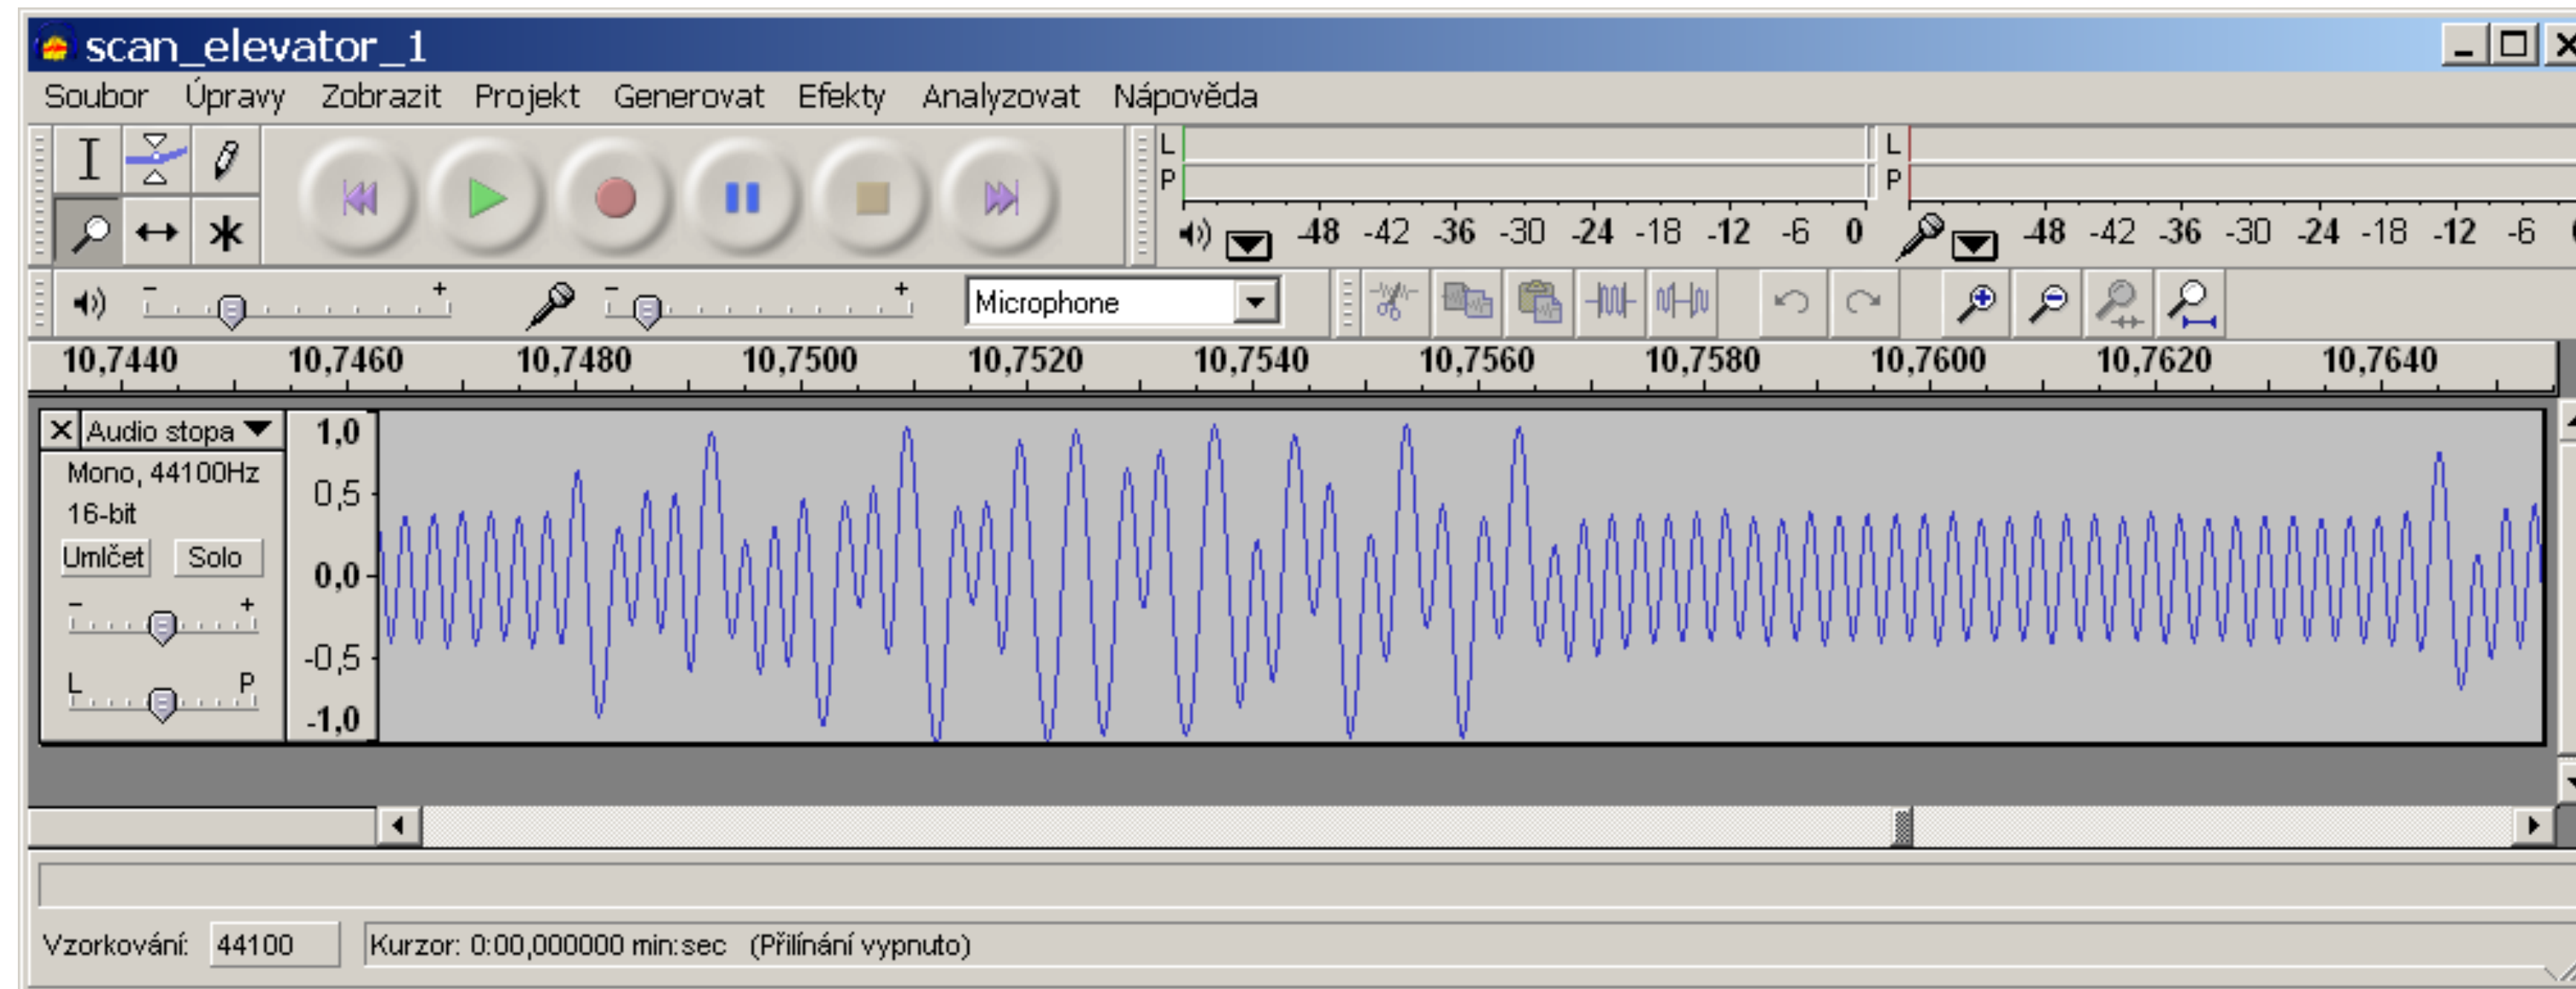 scan_elevator_1
Soubor Úpravy Zobrazit Projekt Generovat Efekty Analyzovat Nápověda
L L
P P
-48 -42 -36 -30 -24 -18 -12 -6 0 -48 -42 -36 -30 -24 -18 -12 -6
- + - + Microphone
10,7440 10,7460 10,7480 10,7500 10,7520 10,7540 10,7560 10,7580 10,7600 10,7620 10,7640
X Audio stopa 1,0
Mono, 44100Hz
0,5
16-bit
Umlčet Solo 0,0
- +
-0,5
L P
-1,0
Vzorkování: 44100 Kurzor: 0:00,000000 min:sec (Přilínání vypnuto)